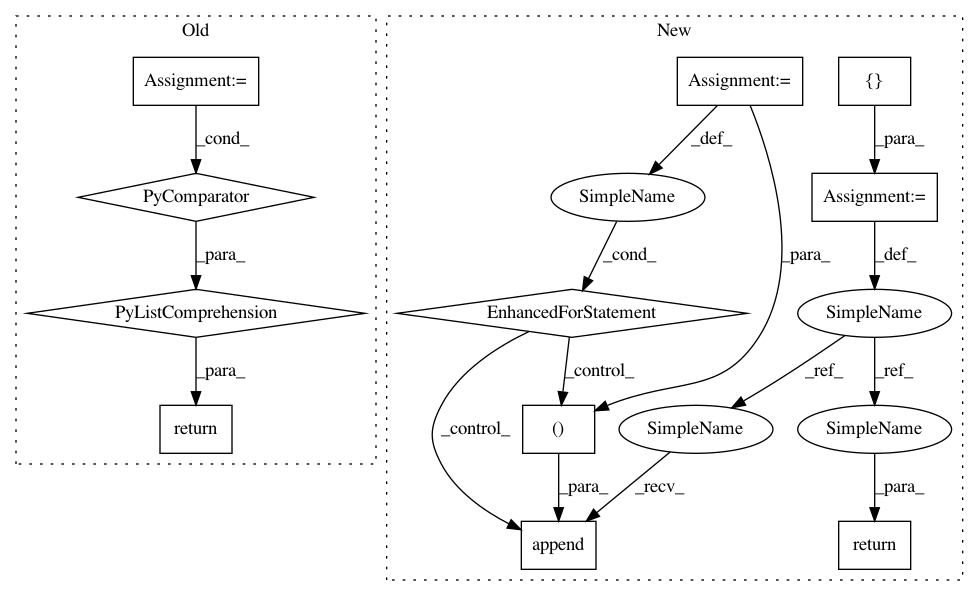 Old
New
Assignment:=
Assignment:=
{}
_cond_
_def_
_para_
PyComparator
SimpleName
Assignment:=
_para_
_cond_
_para_
_def_
PyListComprehension
EnhancedForStatement
SimpleName
_para_
_control_
_ref_
_ref_
return
_control_
()
SimpleName
SimpleName
_para_
_recv_
_para_
append
return